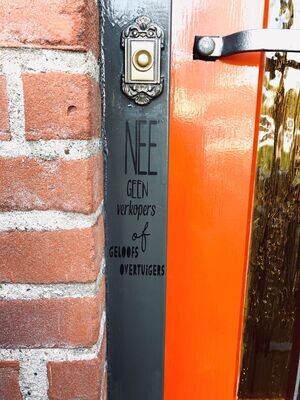 NEE
GEEN
verkopers
of
GELOOFS
OVERTUIGERS